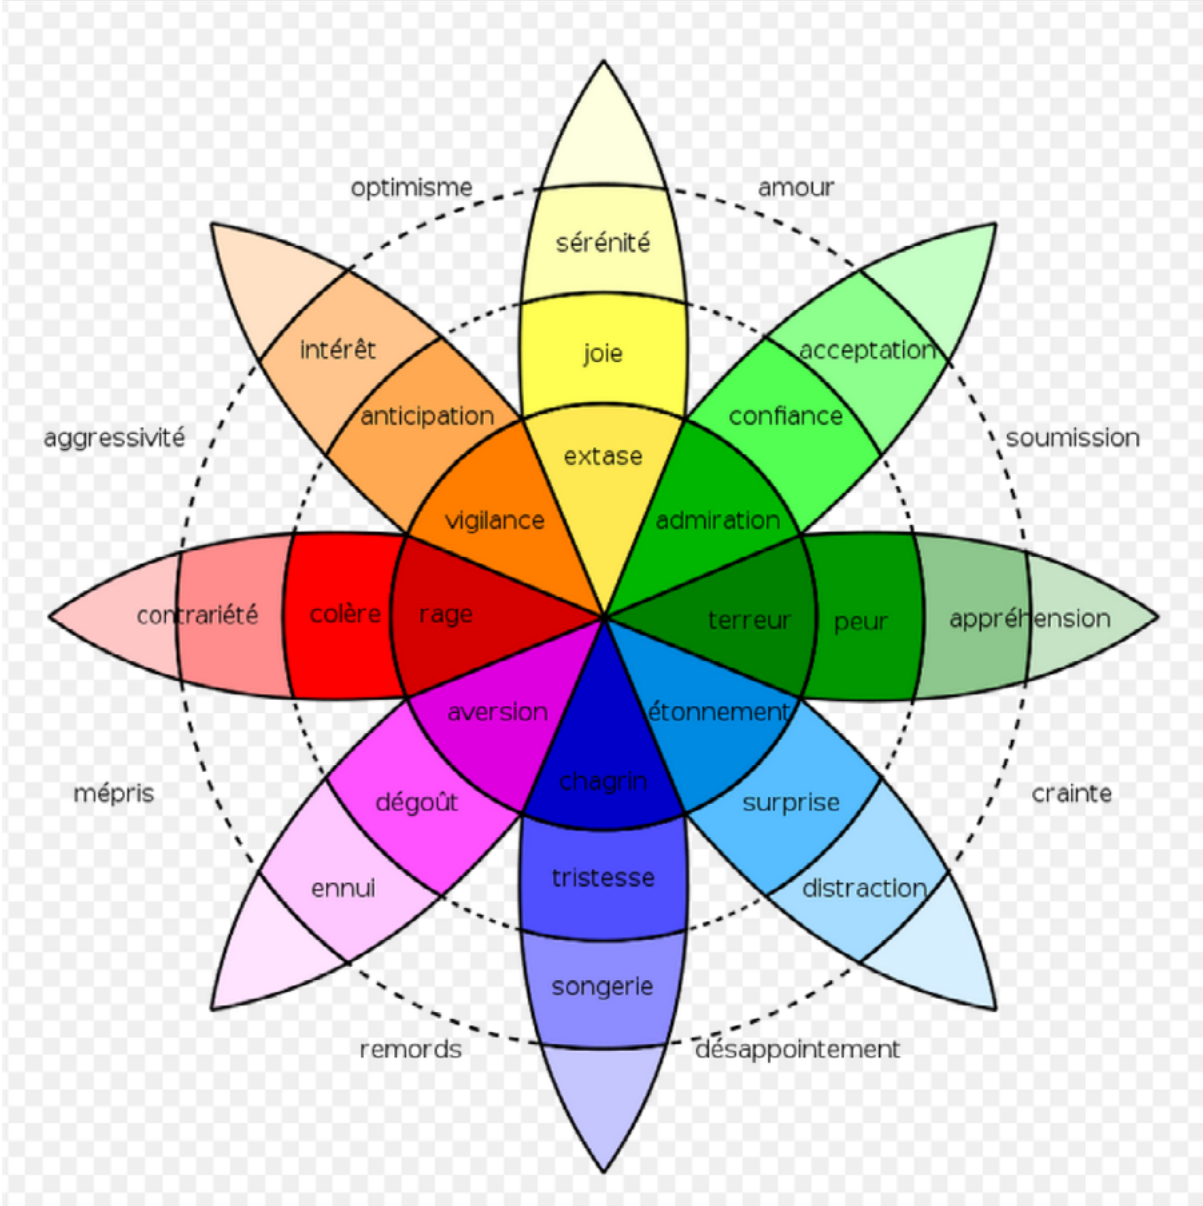 optimisme
amour
sérénité
intérêt
joie
acceptation
anticipation
confiance
aggressivité
extase
soumission
vigilance
admiration
contrariété
colère
rage
terreur
peur
appréhension
aversion
étonnement
chagrin
mépris
dégoût
surprise
crainte
ennui
tristesse
distraction
songerie
remords
désappointement